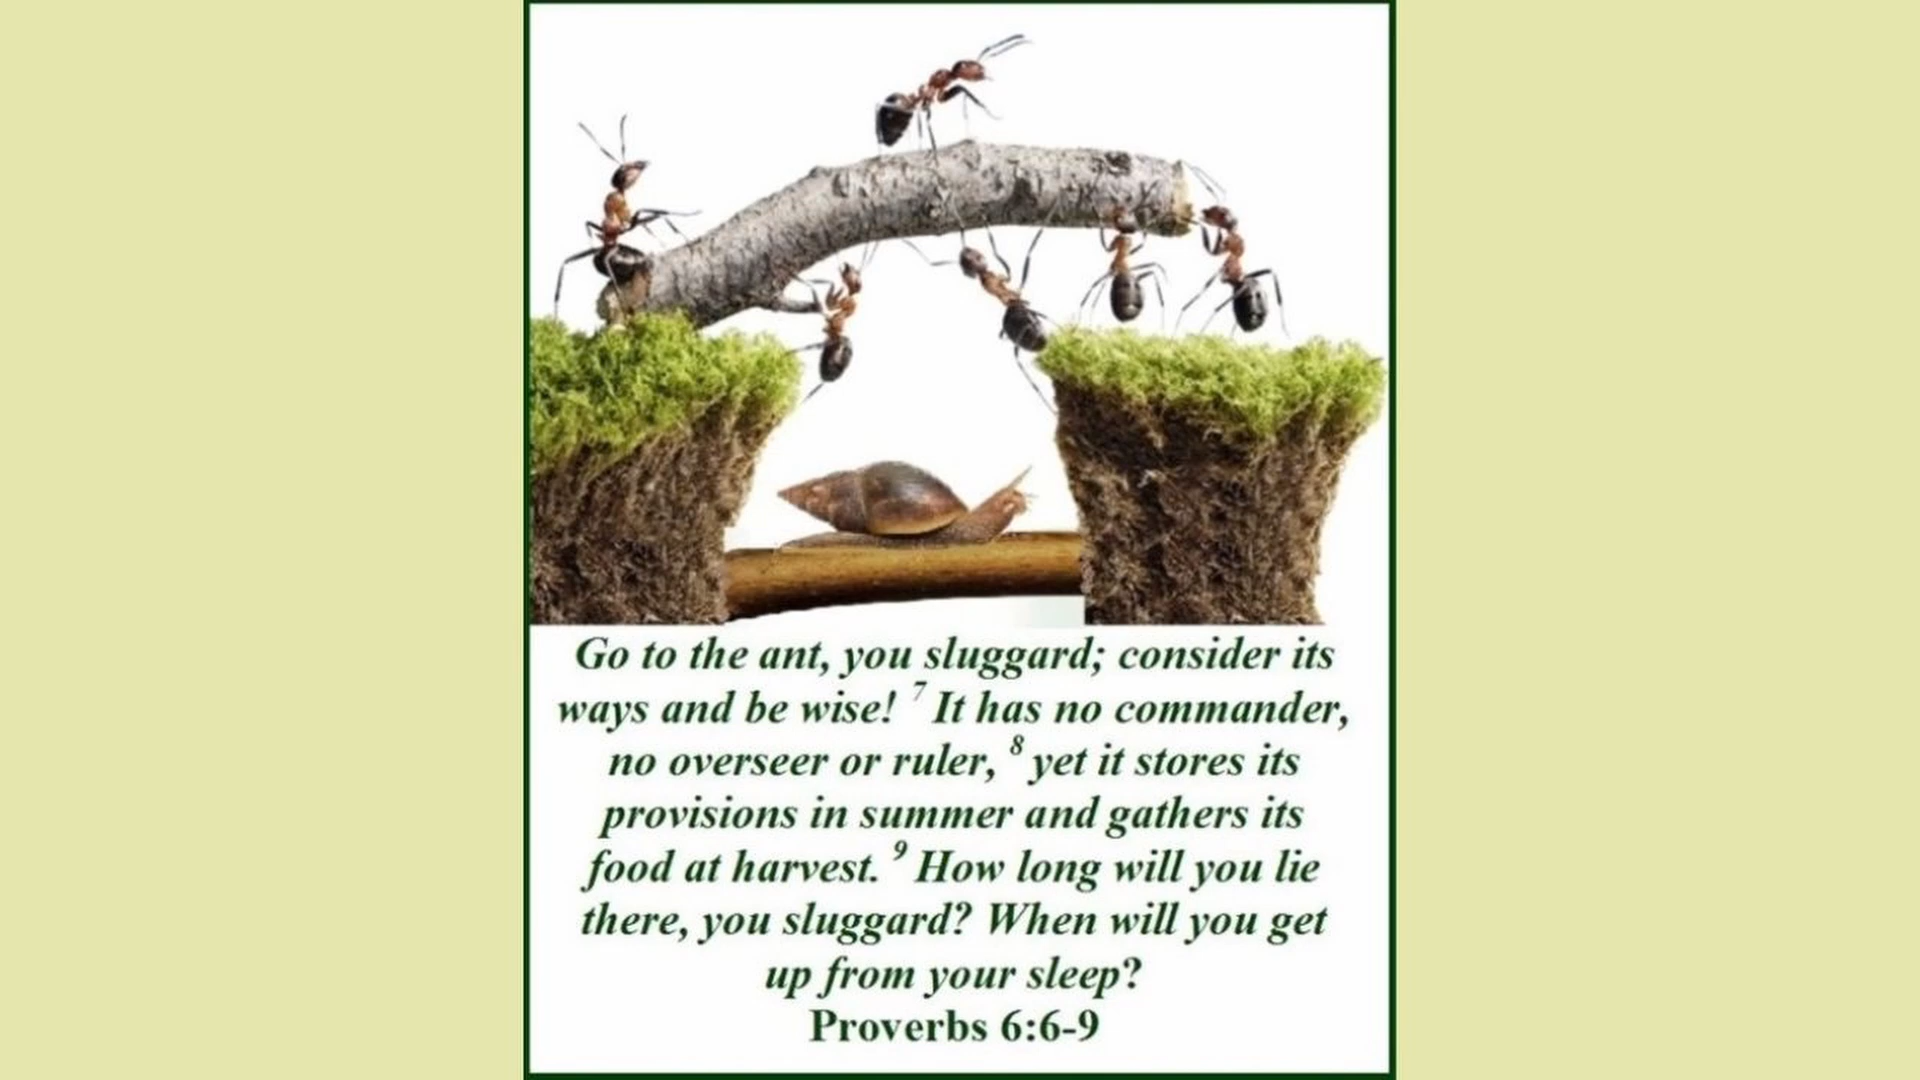 Go to the ant, you sluggard; consider its
ways and be wise! 7 It has no commander,
no overseer or ruler, 8 yet it stores its
provisions in summer and gathers its
food at harvest. 9 How long will you lie
there, you sluggard? When will you get
up from your sleep?
Proverbs 6:6-9